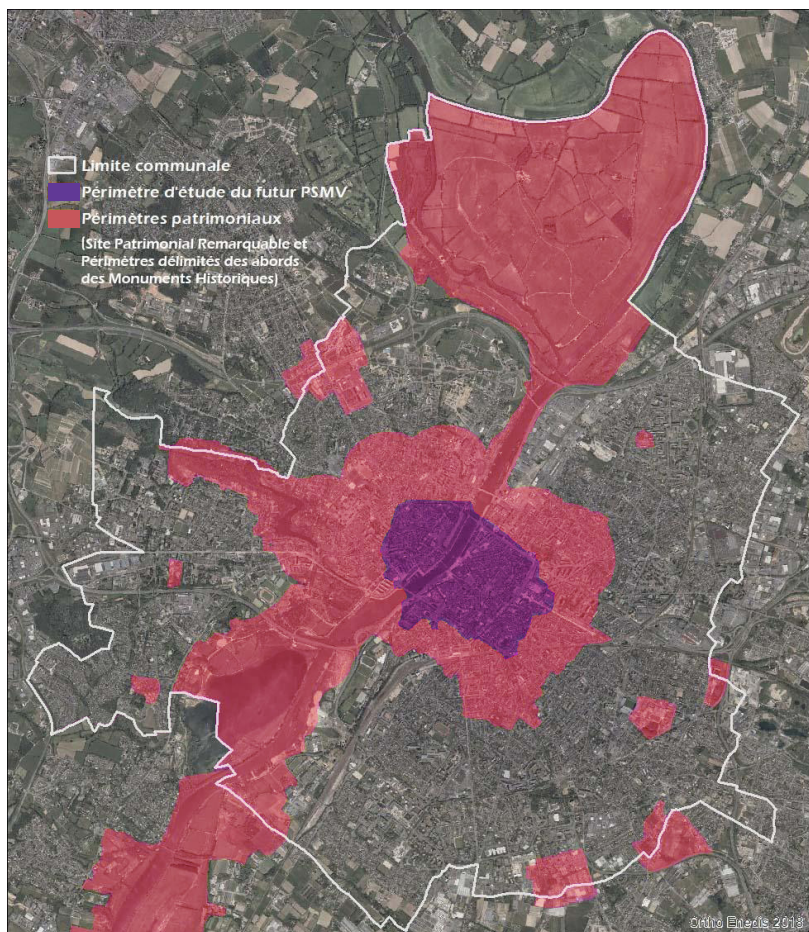 Limite communale
Périmètre d'étude du futur PSMV
Périmètres patrimoniaux
(Site Patrimonial Remarquable et
Périmètres délimités des abords
des Monuments Historiques)
Ortho Enedis 2018